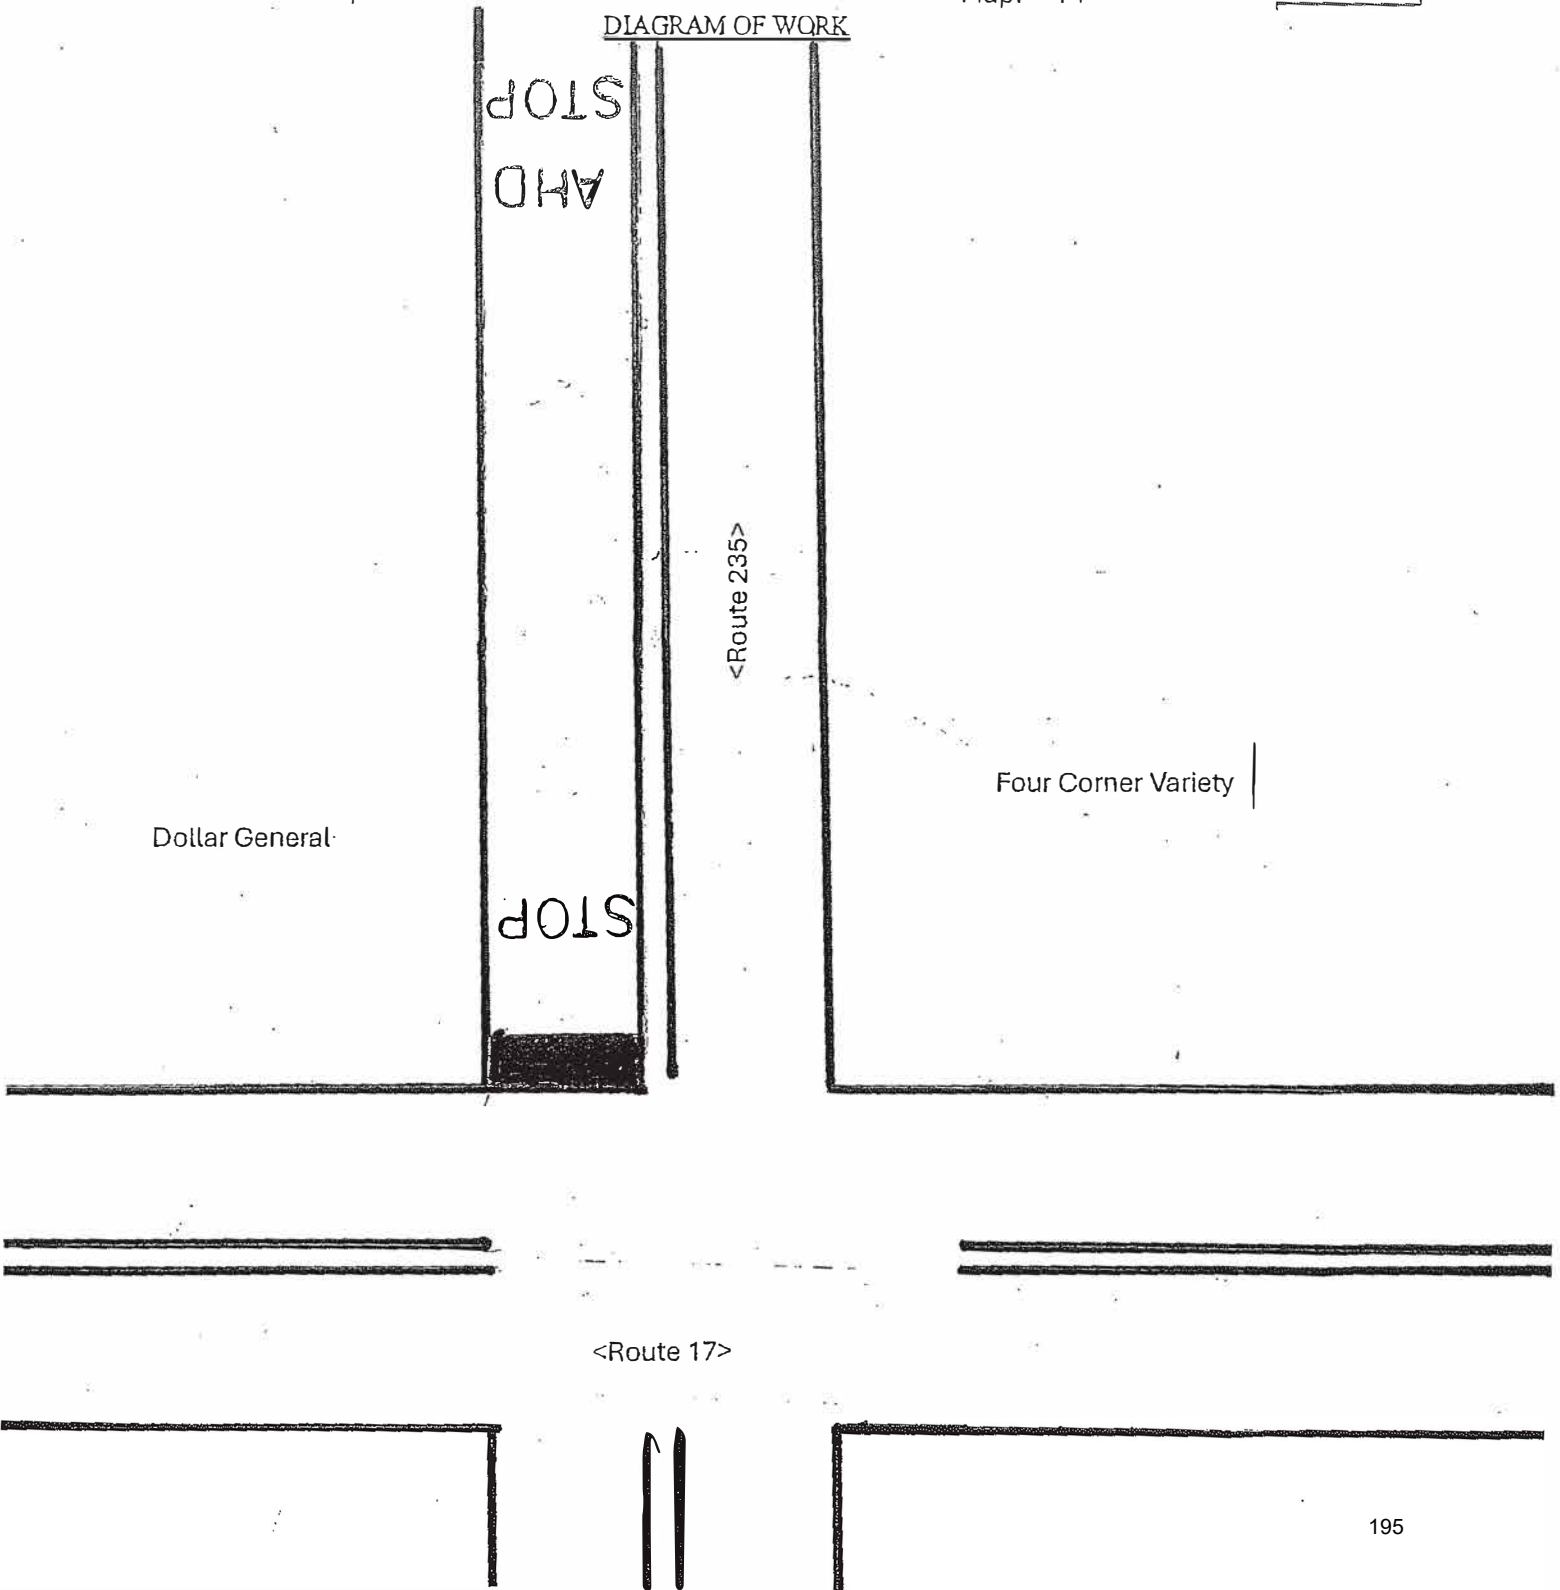 DIAGRAM OF WORK
STOP
AHD
<Route 235>
Four Corner Variety
Dollar General
STOP
<Route 17>
195